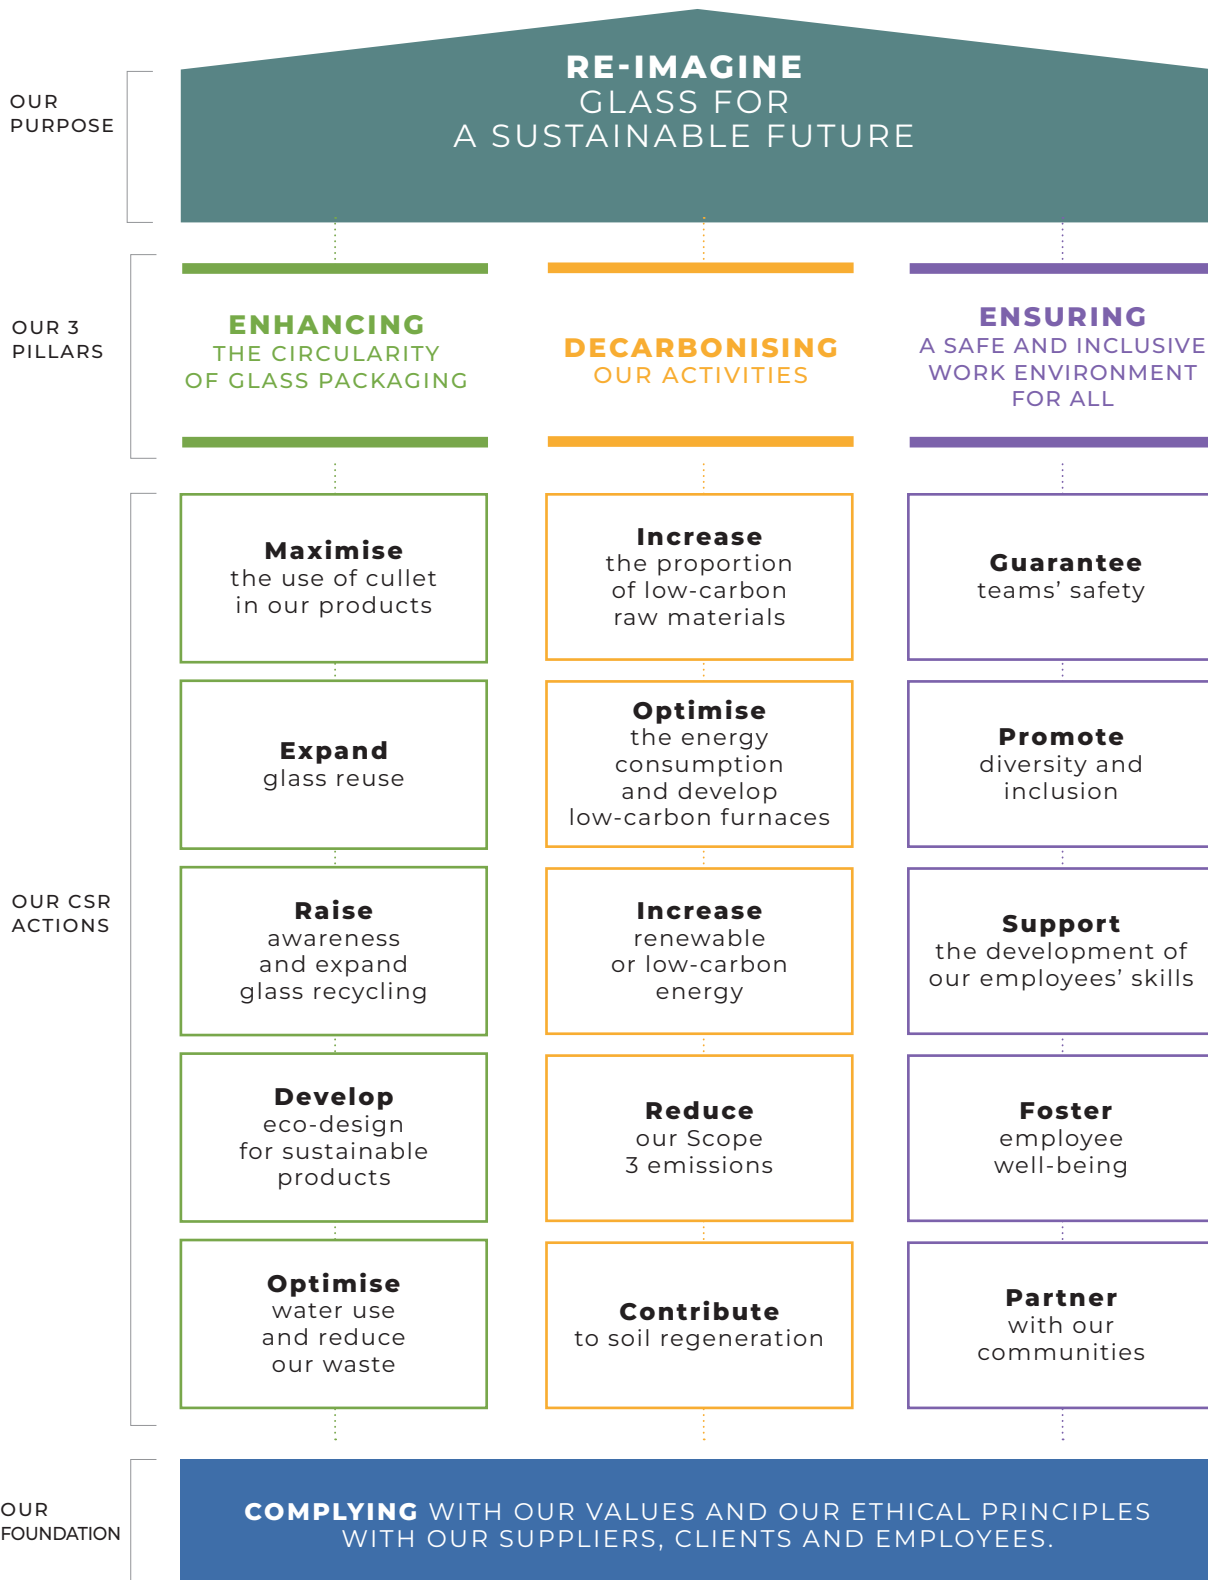 OUR
PURPOSE
RE-IMAGINE
GLASS FOR
A SUSTAINABLE FUTURE
OUR 3
PILLARS
ENHANCING
THE CIRCULARITY
OF GLASS PACKAGING
DECARBONISING
OUR ACTIVITIES
ENSURING
A SAFE AND INCLUSIVE
WORK ENVIRONMENT
FOR ALL
OUR CSR
ACTIONS
Maximise
the use of cullet
in our products
Expand
glass reuse
Raise
awareness
and expand
glass recycling
Develop
eco-design
for sustainable
products
Optimise
water use
and reduce
our waste
Increase
the proportion
of low-carbon
raw materials
Optimise
the energy
consumption
and develop
low-carbon furnaces
Increase
renewable
or low-carbon
energy
Reduce
our Scope
3 emissions
Contribute
to soil regeneration
Guarantee
teams’ safety
Promote
diversity and
inclusion
Support
the development of
our employees’ skills
Foster
employee
well-being
Partner
with our
communities
OUR
FOUNDATION
COMPLYING WITH OUR VALUES AND OUR ETHICAL PRINCIPLES
WITH OUR SUPPLIERS, CLIENTS AND EMPLOYEES.